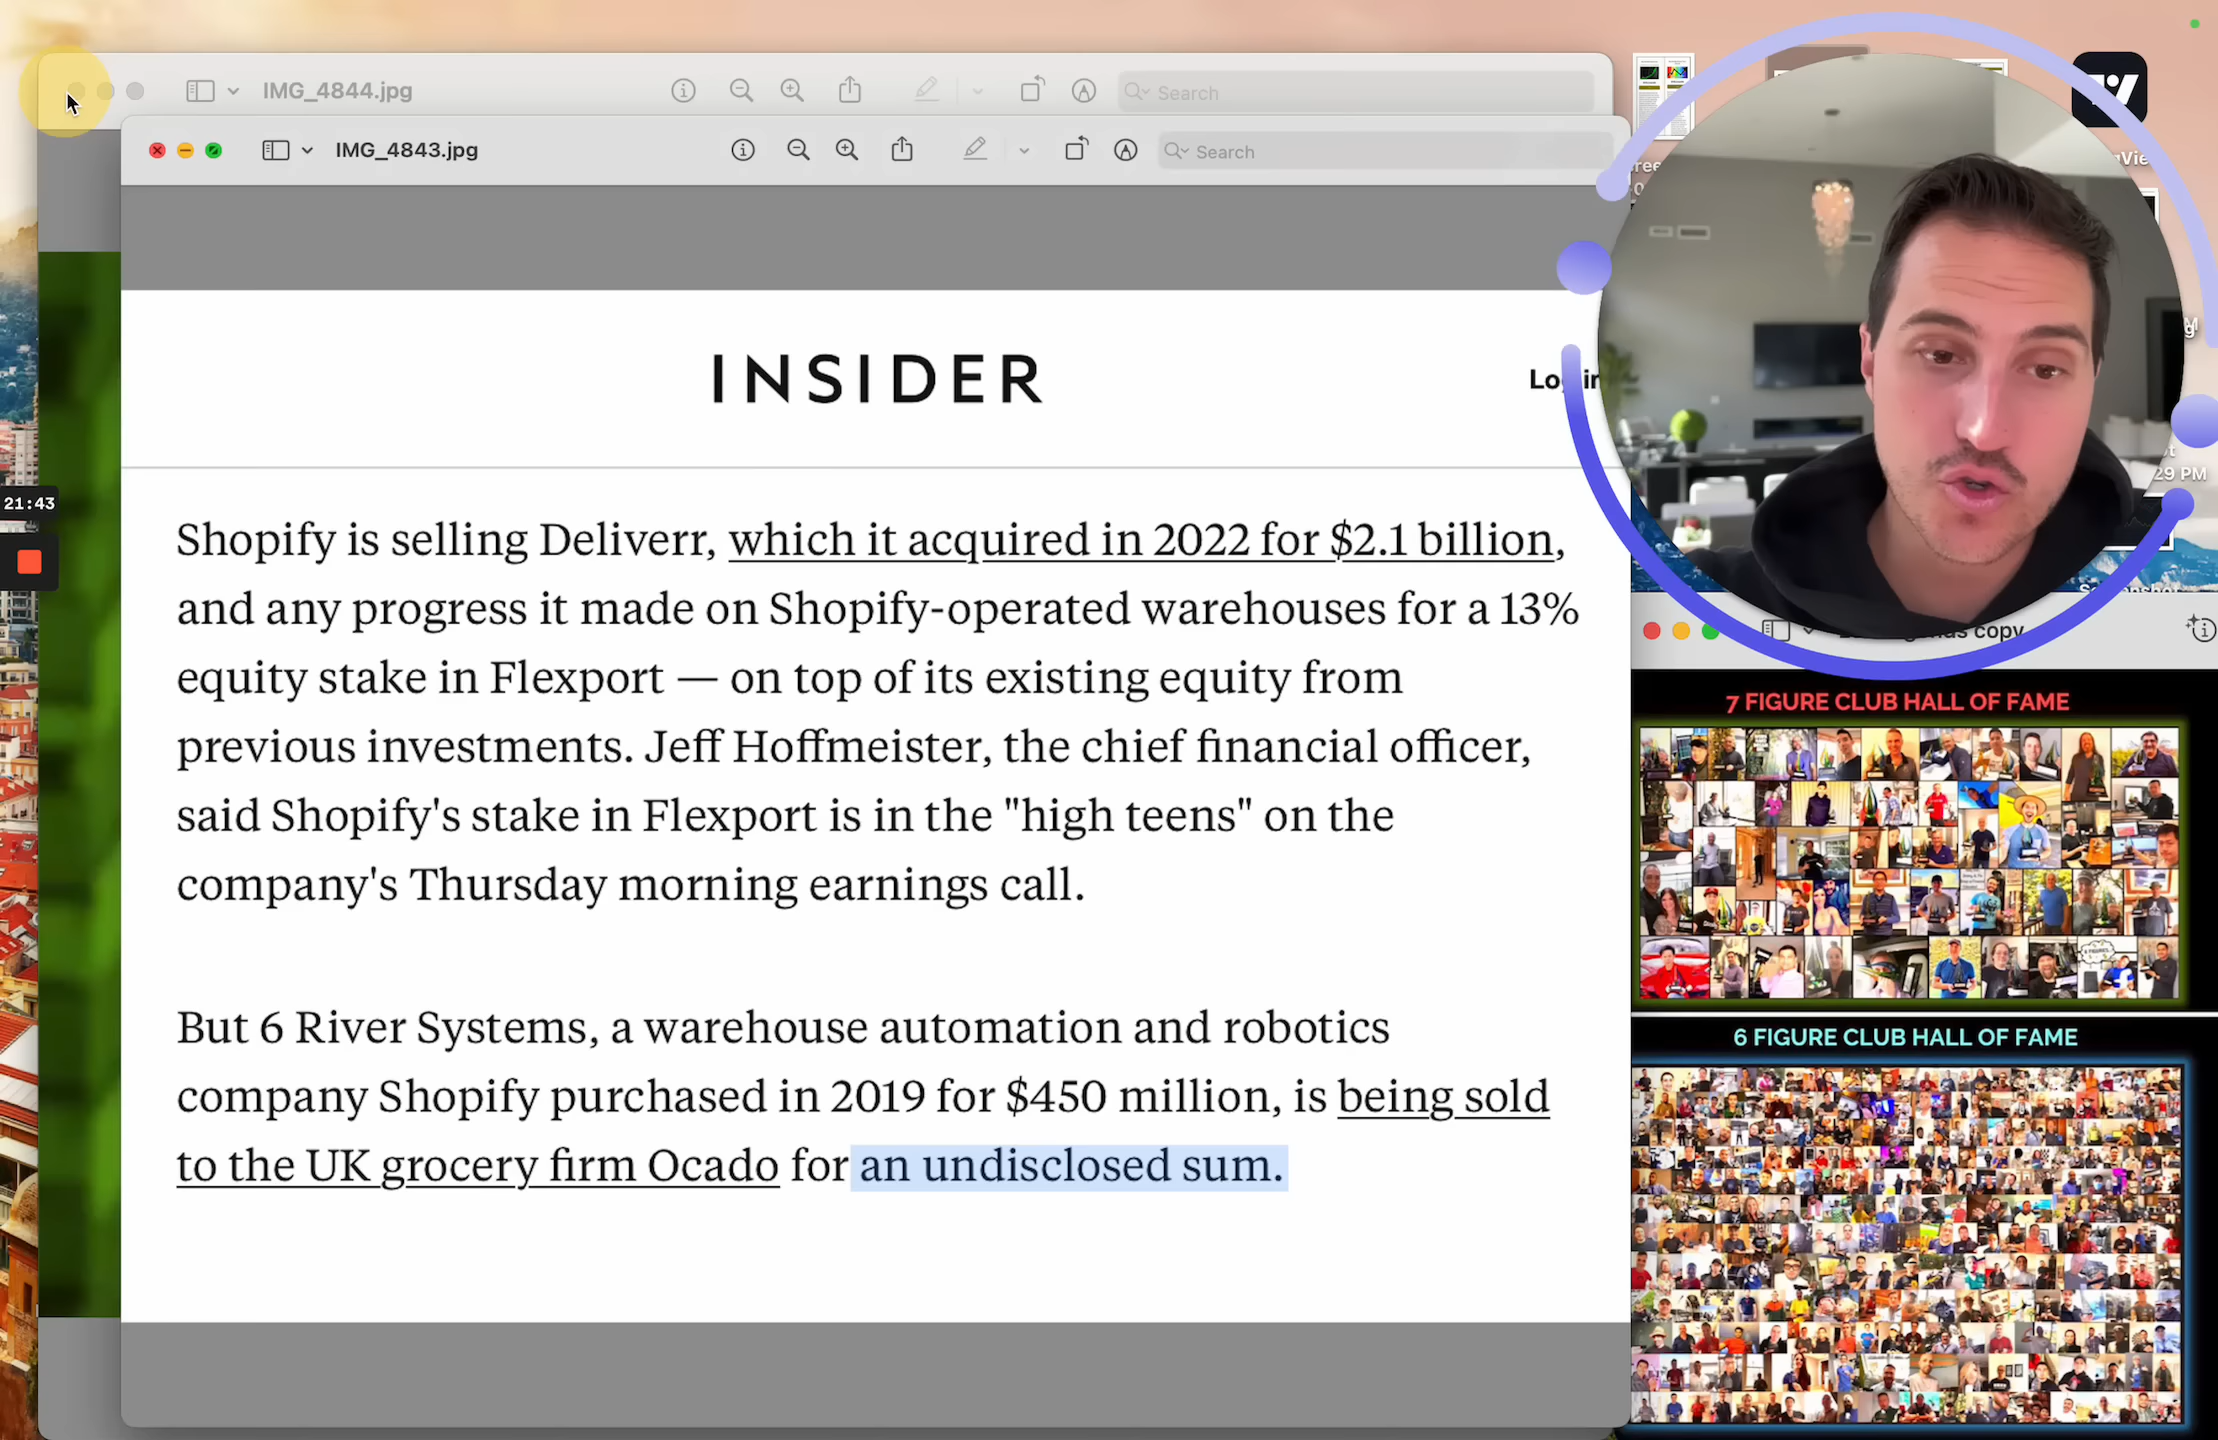 IMG_4844.jpg
Search
IMG_4843.jpg
Search
INSIDER
Shopify is selling Deliverr, which it acquired in 2022 for $2.1 billion,
and any progress it made on Shopify-operated warehouses for a 13%
equity stake in Flexport — on top of its existing equity from
previous investments. Jeff Hoffmeister, the chief financial officer,
said Shopify's stake in Flexport is in the "high teens" on the
company's Thursday morning earnings call.
But 6 River Systems, a warehouse automation and robotics
company Shopify purchased in 2019 for $450 million, is being sold
to the UK grocery firm Ocado for an undisclosed sum.
21:43
29 PM
copy
7 FIGURE CLUB HALL OF FAME
6 FIGURE CLUB HALL OF FAME